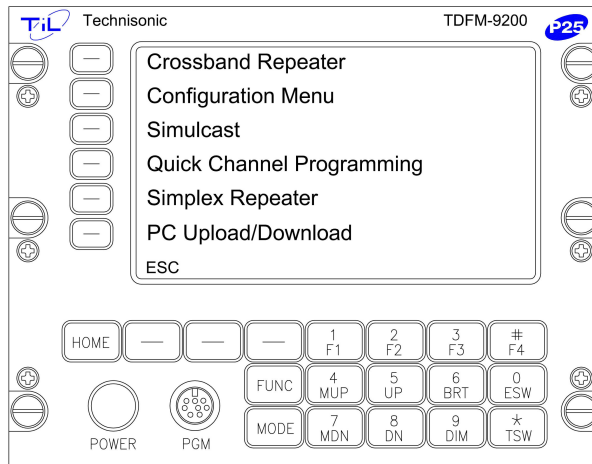 TiL Technisonic TDFM-9200 P25
Crossband Repeater
Configuration Menu
Simulcast
Quick Channel Programming
Simplex Repeater
PC Upload/Download
ESC
HOME 1 2 3 #
F1 F2 F3 F4
FUNC 4 5 6 0
MUP UP BRT ESW
MODE 7 8 9 *
MDN DN DIM TSW
POWER PGM